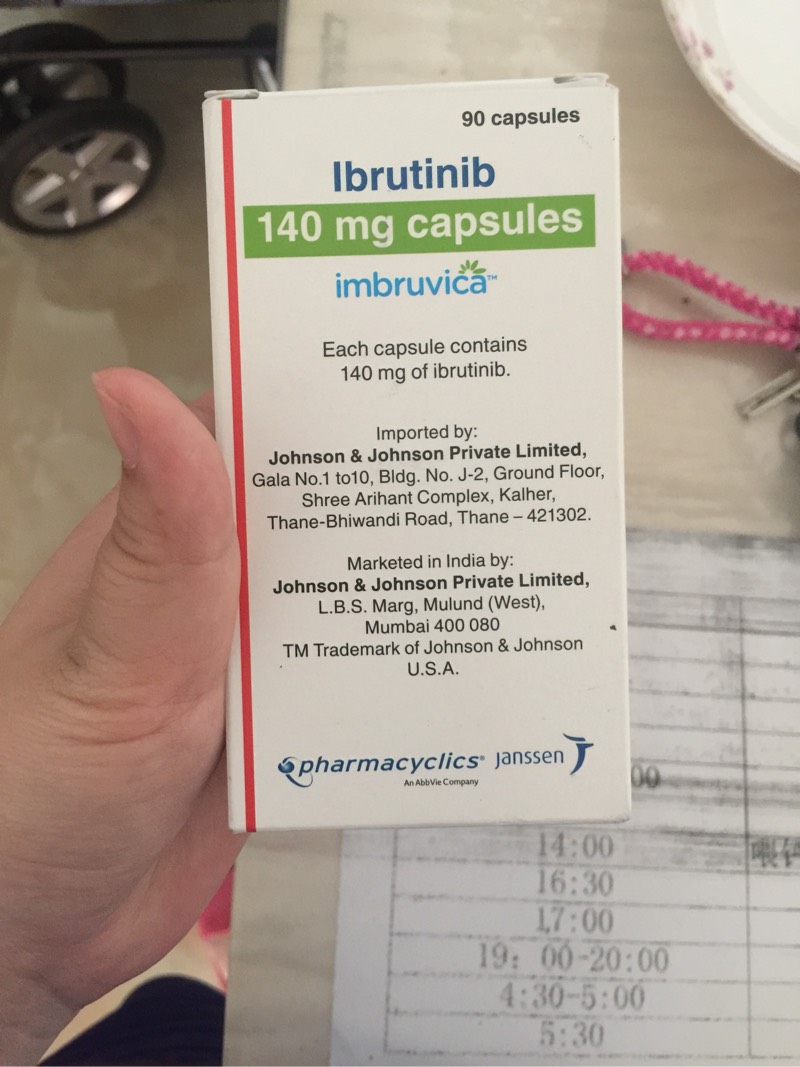 90 capsules
Ibrutinib
140 mg capsules
imbruvica™
Each capsule contains
140 mg of ibrutinib.
Imported by:
Johnson & Johnson Private Limited,
Gala No.1 to10, Bldg. No. J-2, Ground Floor,
Shree Arihant Complex, Kalher,
Thane-Bhiwandi Road, Thane – 421302.
Marketed in India by:
Johnson & Johnson Private Limited,
L.B.S. Marg, Mulund (West),
Mumbai 400 080
TM Trademark of Johnson & Johnson
U.S.A.
pharmacyclics® janssen
An AbbVie Company
00
14:00
16:30
17:00
19: 00-20:00
4:30-5:00
5:30